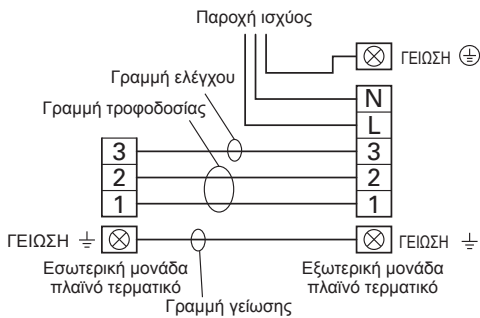 Παροχή ισχύος
ΓΕΙΩΣΗ
Γραμμή ελέγχου
Γραμμή τροφοδοσίας
N
L
3 3
2 2
1 1
ΓΕΙΩΣΗ ΓΕΙΩΣΗ
Εσωτερική μονάδα
πλαϊνό τερματικό
Εξωτερική μονάδα
πλαϊνό τερματικό
Γραμμή γείωσης